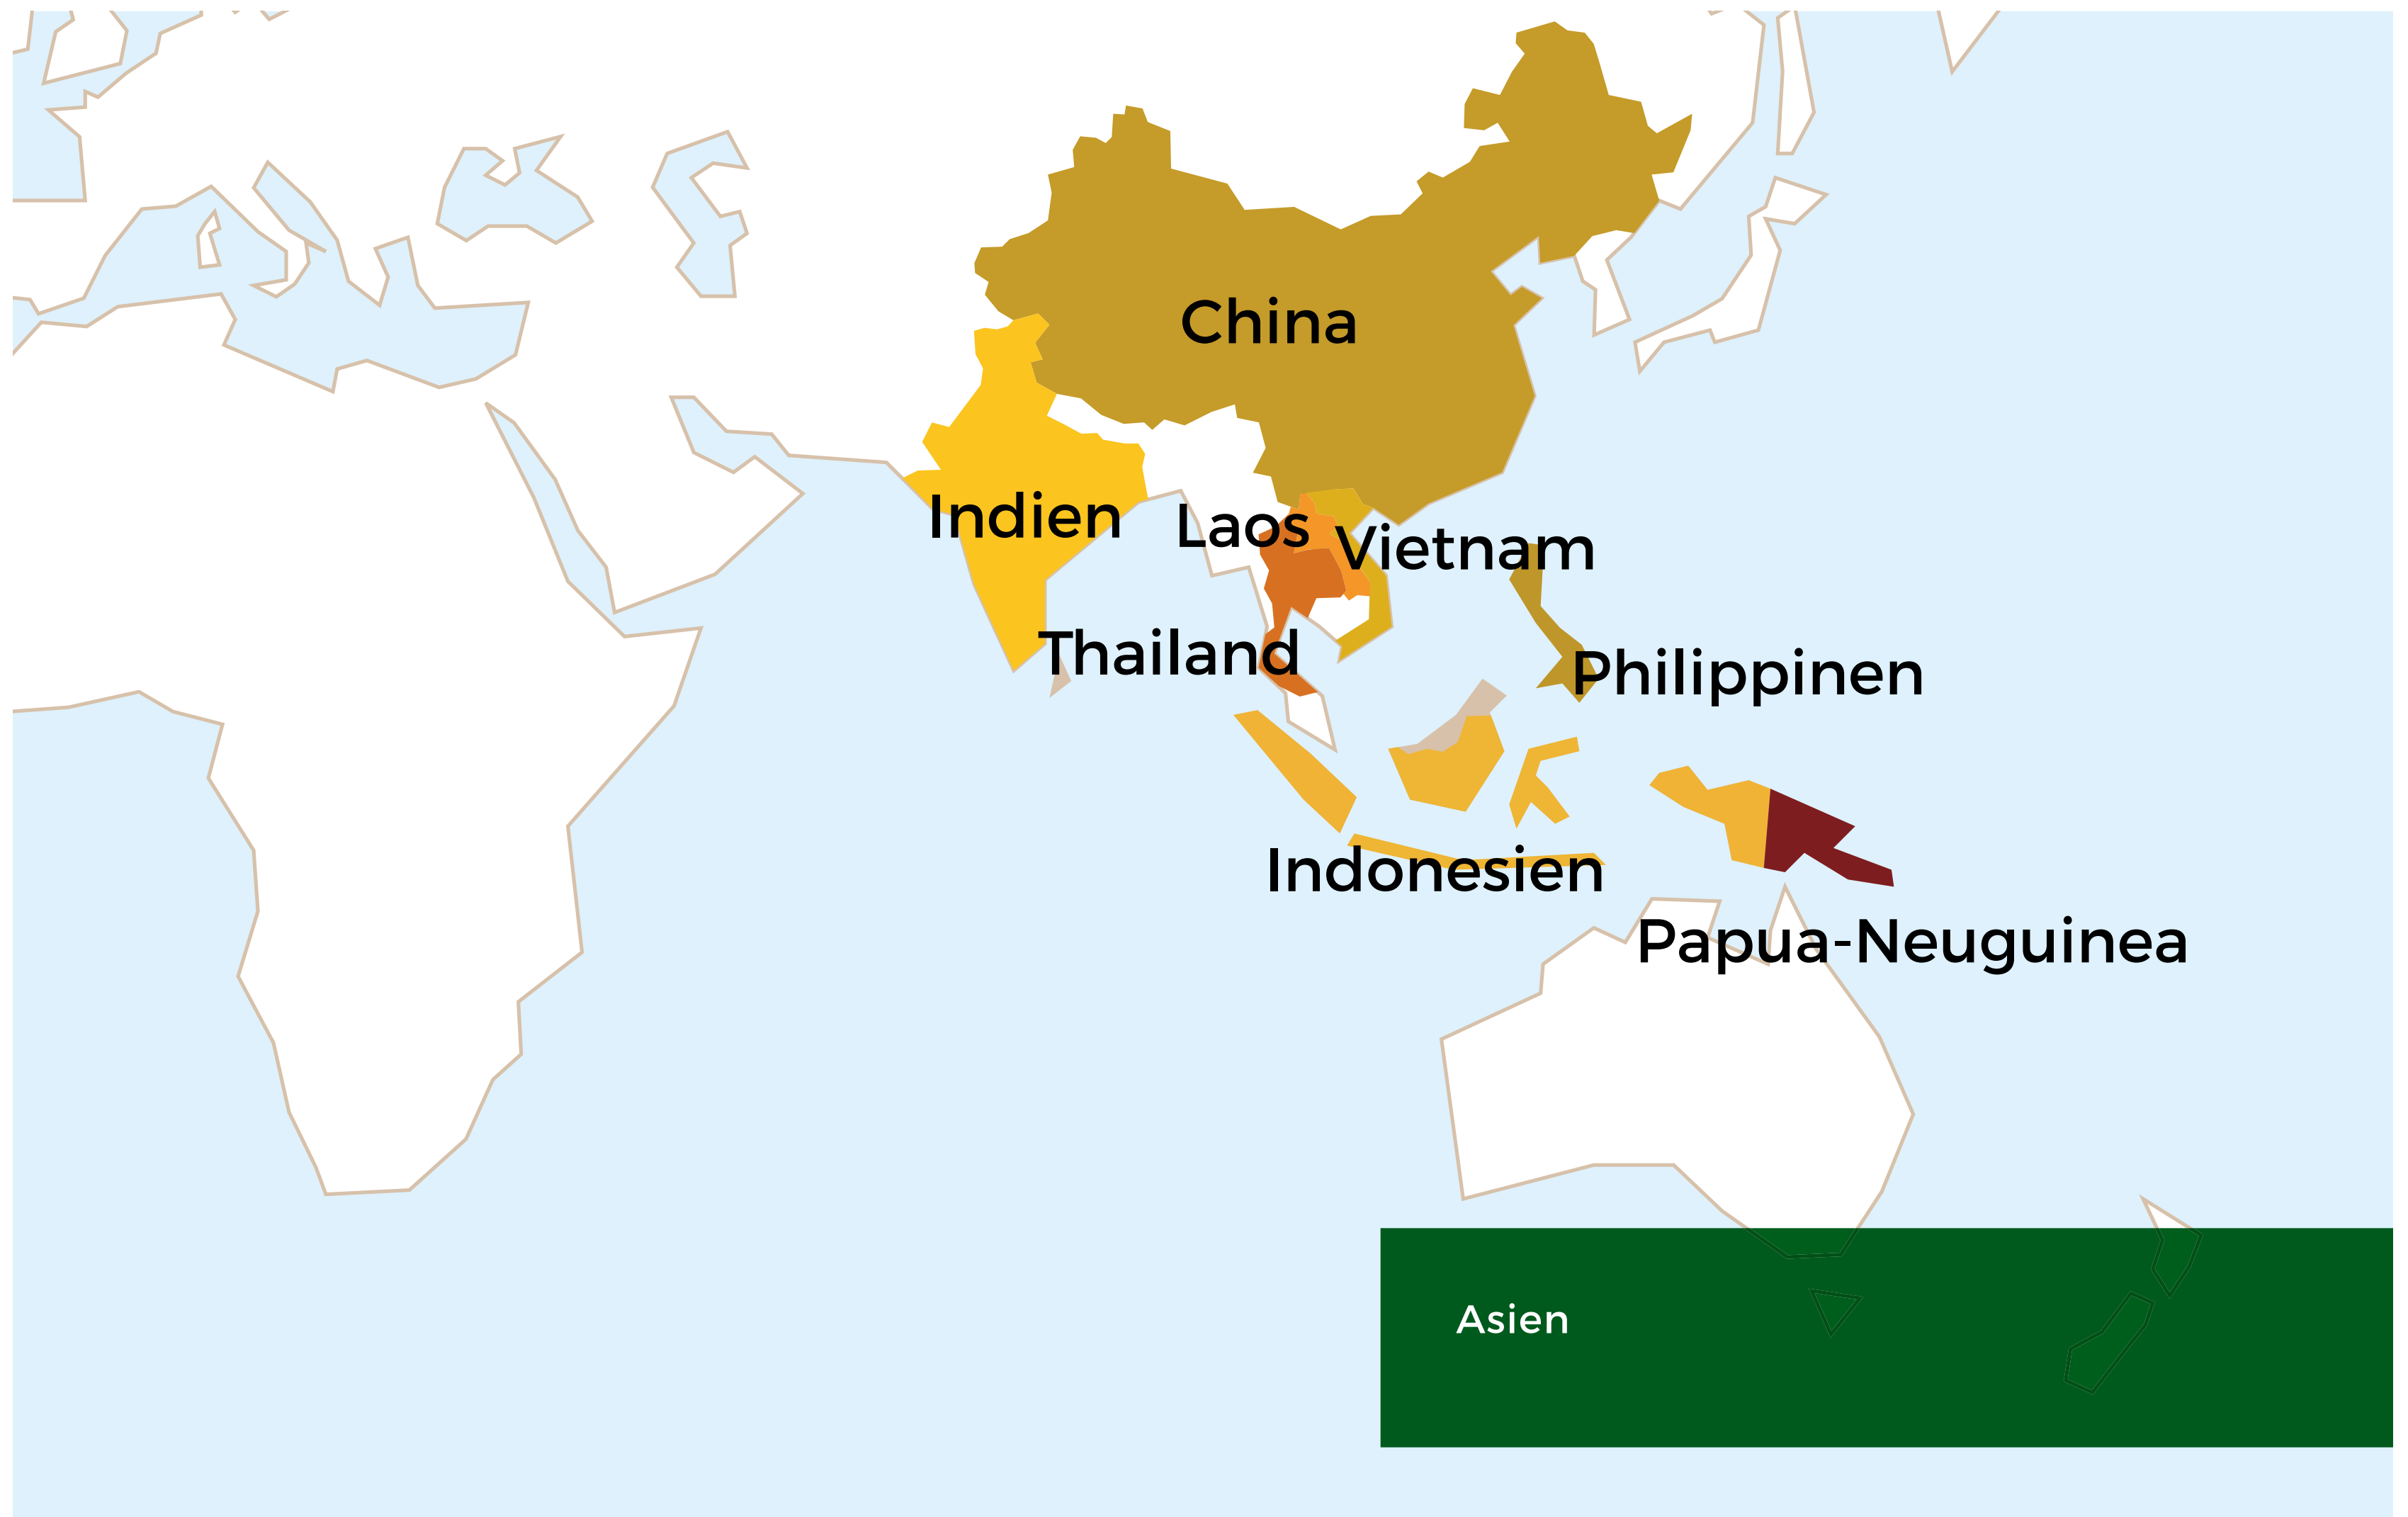 China
Indien
Laos
Vietnam
Thailand
Philippinen
Indonesien
Papua-Neuguinea
Asien